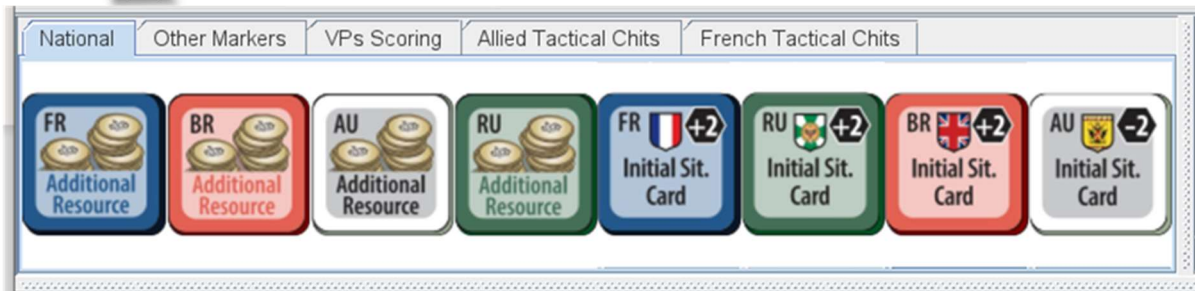 National Other Markers VPs Scoring Allied Tactical Chits French Tactical Chits
FR
Additional
Resource
BR
Additional
Resource
AU
Additional
Resource
RU
Additional
Resource
FR +2
Initial Sit.
Card
RU +2
Initial Sit.
Card
BR +2
Initial Sit.
Card
AU -2
Initial Sit.
Card